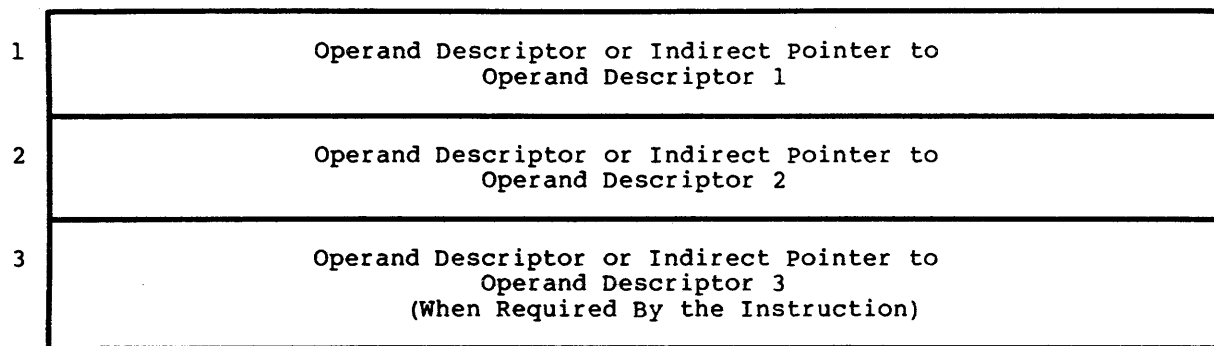 1 Operand Descriptor or Indirect Pointer to
Operand Descriptor 1
2 Operand Descriptor or Indirect Pointer to
Operand Descriptor 2
3 Operand Descriptor or Indirect Pointer to
Operand Descriptor 3
(When Required By the Instruction)